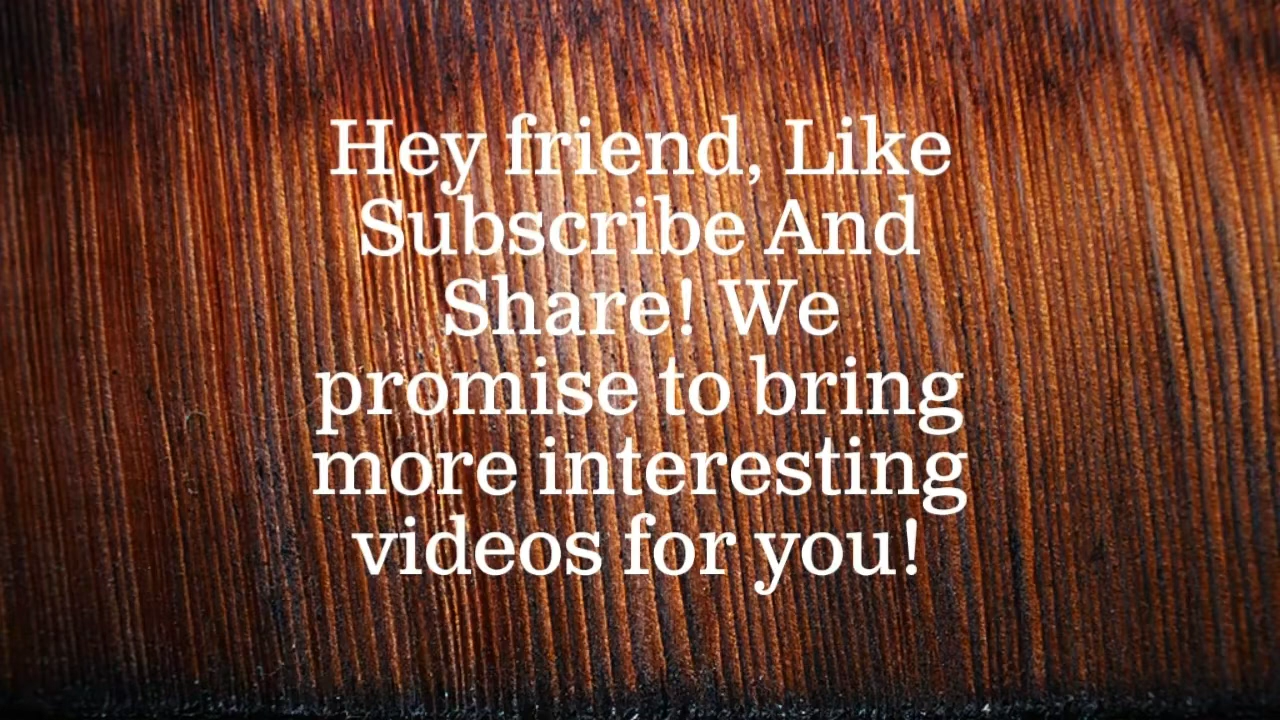 Hey friend, Like
Subscribe And
Share! We
promise to bring
more interesting
videos for you!